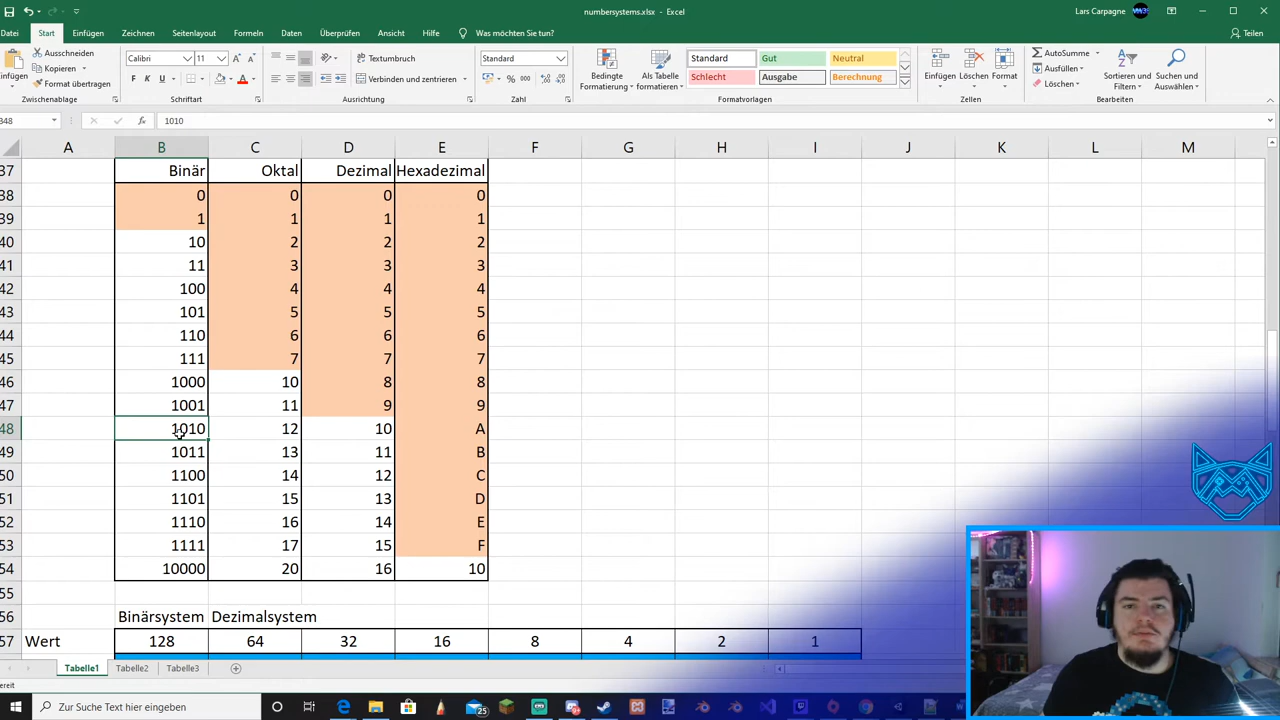 numbersystems.xlsx - Excel
Lars Carpagne
Datei Start Einfügen Zeichnen Seitenlayout Formeln Daten Überprüfen Ansicht Hilfe Was möchten Sie tun? Teilen
Ausschneiden
Kopieren
Format übertragen
Einfügen
Zwischenablage
Calibri 11
F K U
Schriftart
Textumbruch
Verbinden und zentrieren
Ausrichtung
Standard
Zahl
Bedingte Formatierung
Als Tabelle formatieren
Standard Gut Neutral
Schlecht Ausgabe Berechnung
Formatvorlagen
Einfügen Löschen Format
Zellen
AutoSumme
Ausfüllen
Löschen
Sortieren und Filtern
Suchen und Auswählen
Bearbeiten
B48 1010
A B C D E F G H I J K L M
37 Binär Oktal Dezimal Hexadezimal
38 0 0 0 0
39 1 1 1 1
40 10 2 2 2
41 11 3 3 3
42 100 4 4 4
43 101 5 5 5
44 110 6 6 6
45 111 7 7 7
46 1000 10 8 8
47 1001 11 9 9
48 1010 12 10 A
49 1011 13 11 B
50 1100 14 12 C
51 1101 15 13 D
52 1110 16 14 E
53 1111 17 15 F
54 10000 20 16 10
55
56 Binärsystem Dezimalsystem
57 Wert 128 64 32 16 8 4 2 1
Tabelle1 Tabelle2 Tabelle3
Bereit
Zur Suche Text hier eingeben
25